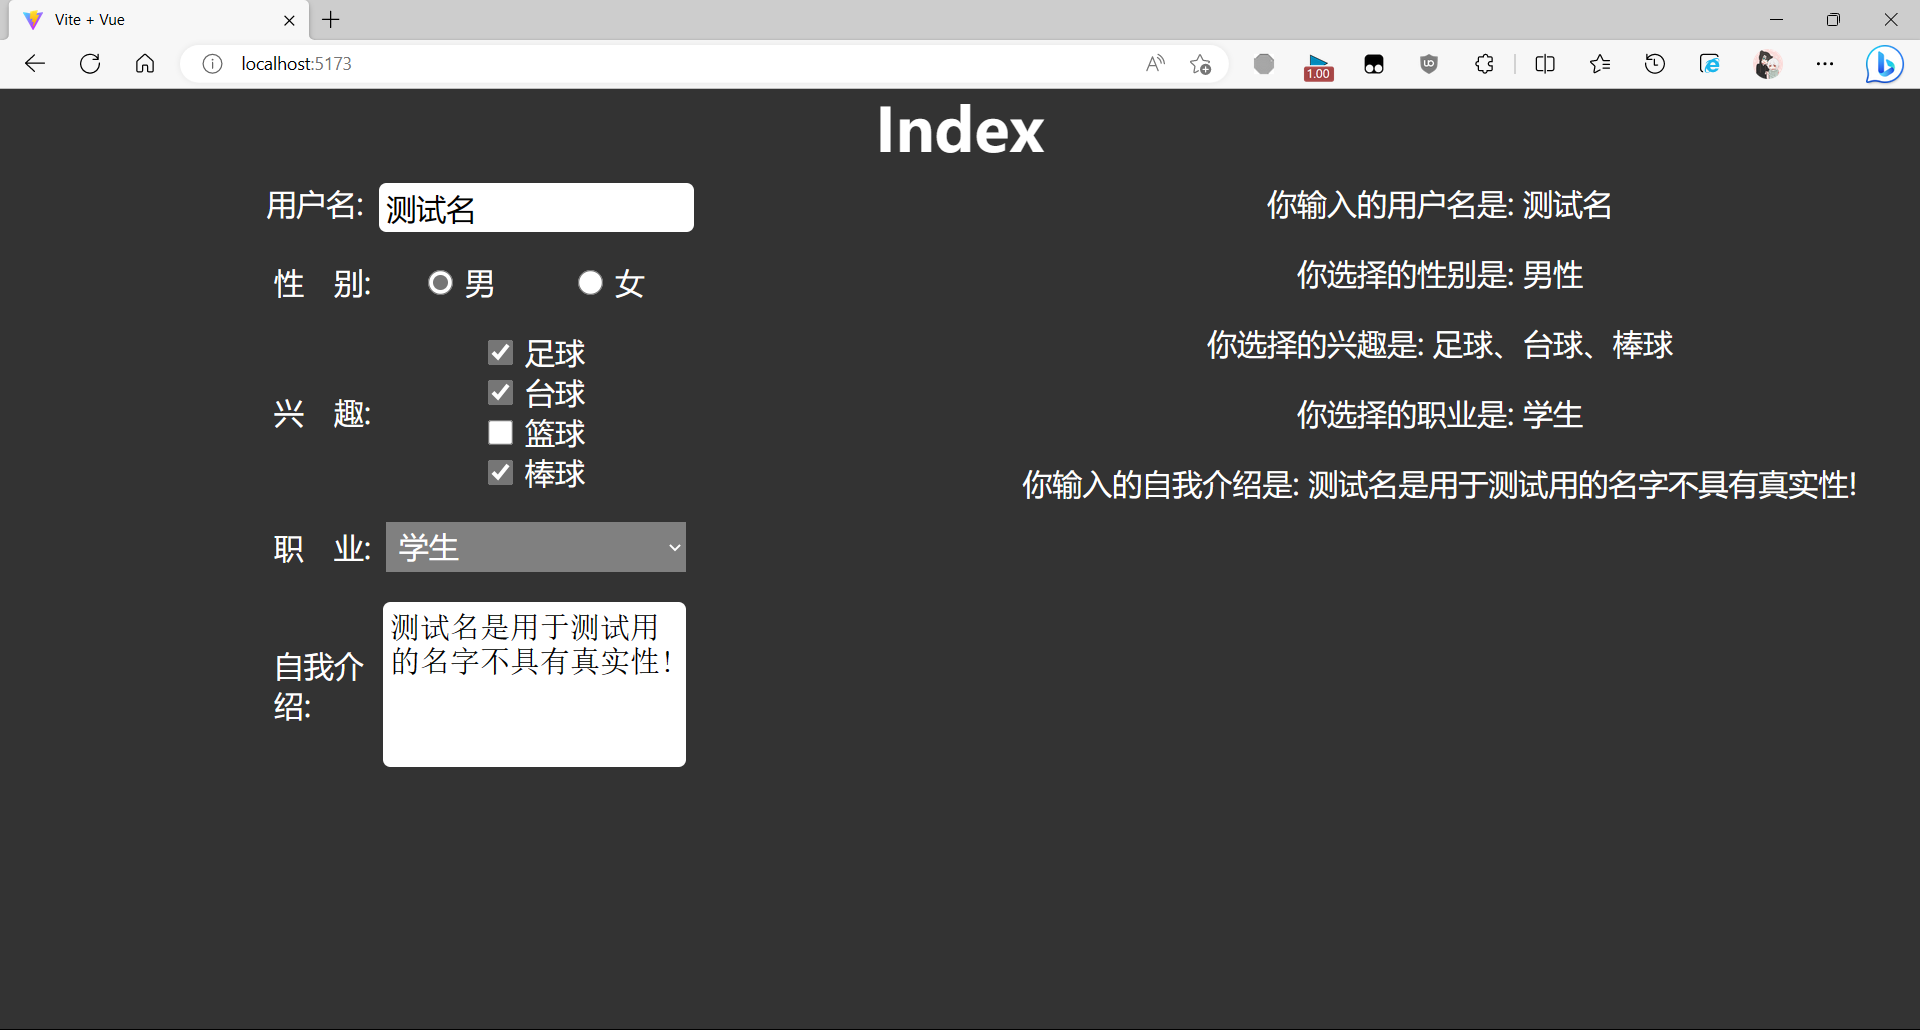 Vite + Vue
localhost:5173
1.00
Index
用户名: 测试名
性 别: 男 女
兴 趣:
足球
台球
篮球
棒球
职 业: 学生
自我介
绍:
测试名是用于测试用
的名字不具有真实性!
你输入的用户名是: 测试名
你选择的性别是: 男性
你选择的兴趣是: 足球、台球、棒球
你选择的职业是: 学生
你输入的自我介绍是: 测试名是用于测试用的名字不具有真实性!